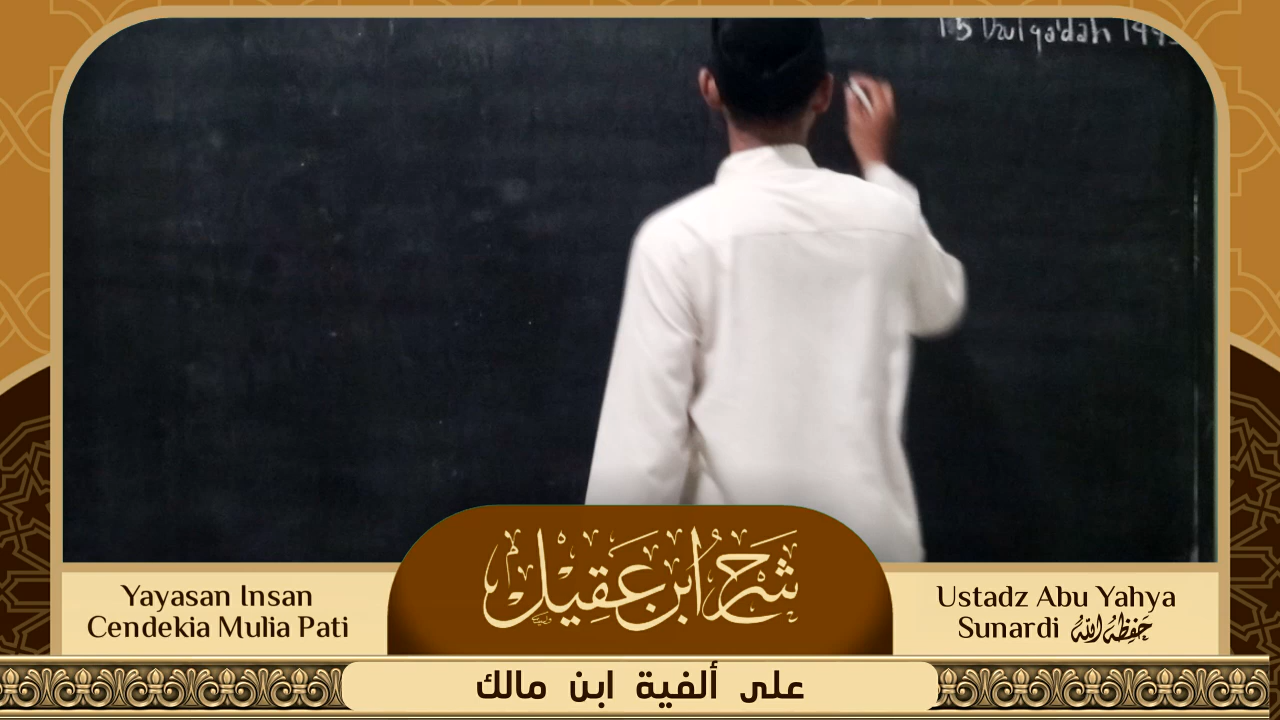 15 Dzulqa'dah 144
Yayasan Insan
Cendekia Mulia Pati
شرح ابن عقيل
Ustadz Abu Yahya
Sunardi حفظه الله
على ألفية ابن مالك